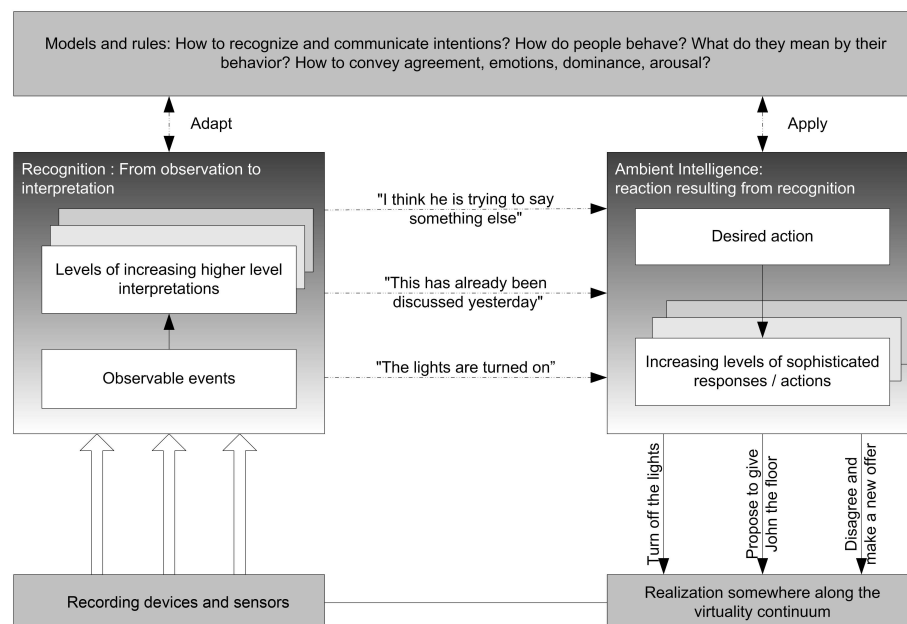 Models and rules: How to recognize and communicate intentions? How do people behave? What do they mean by their
behavior? How to convey agreement, emotions, dominance, arousal?
Adapt
Apply
Recognition : From observation to
interpretation
Levels of increasing higher level
interpretations
Observable events
"I think he is trying to say
something else"
"This has already been
discussed yesterday"
"The lights are turned on”
Ambient Intelligence:
reaction resulting from recognition
Desired action
Increasing levels of sophisticated
responses / actions
Turn off the lights
Propose to give
John the floor
Disagree and
make a new offer
Recording devices and sensors
Realization somewhere along the
virtuality continuum